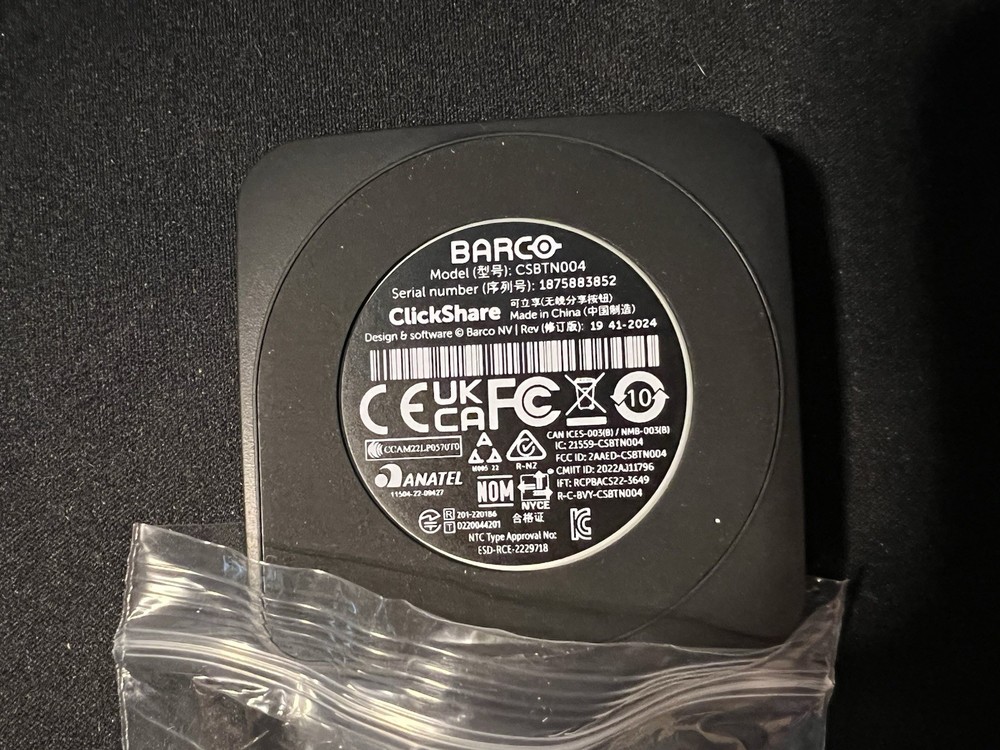 BARCO
Model (型号): CSBTN004
Serial number (序列号): 1875883852
ClickShare 可立享(无线分享按钮)
Made in China (中国制造)
Design & software © Barco NV | Rev (修订版): 19 41-2024
CE UK CA FC 10
CAN ICES-003(B) / NMB-003(B)
IC: 21559-CSBTN004
CCAM22LP0570T0
R-NZ
FCC ID: 2AAED-CSBTN004
CMIIT ID: 2022AJ11796
ANATEL
11504-22-09427
NOM
NYCE
IFT: RCPBACS22-3649
R-C-BVY-CSBTN004
R 201-220186
T D220044201
合格证
NTC Type Approval No:
ESD-RCE-2229718